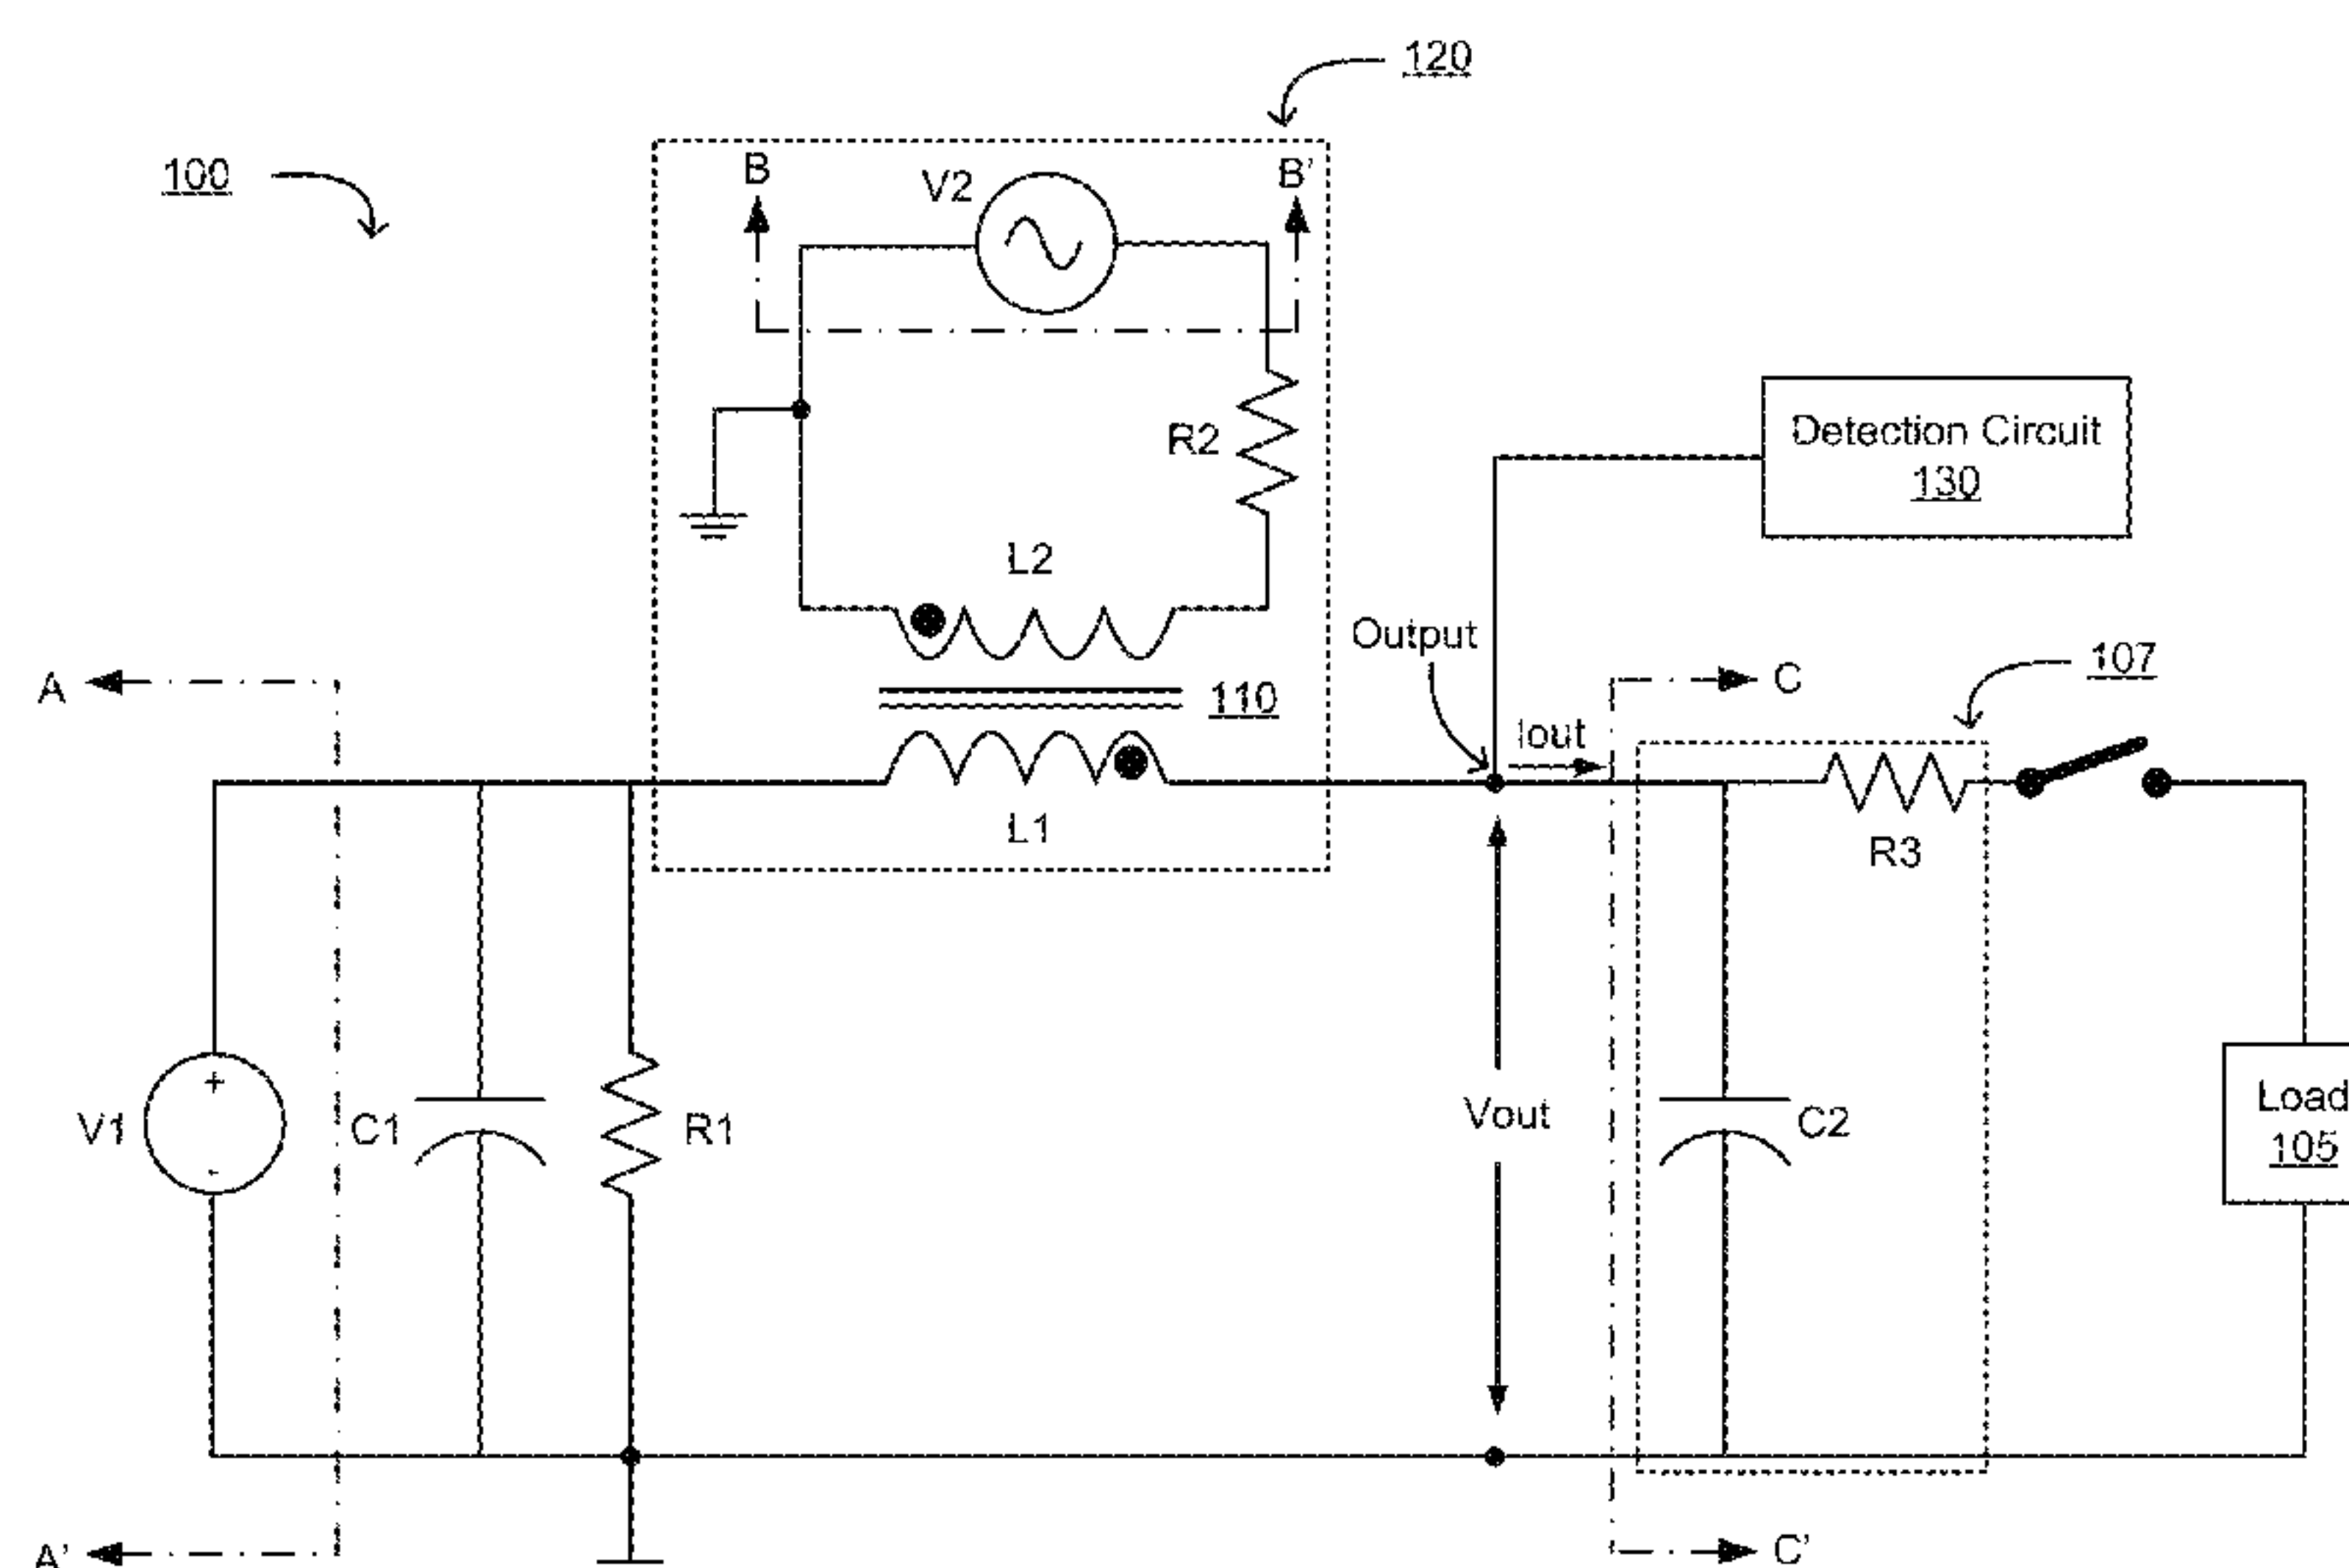 120
100
B
B'
V2
R2
Detection Circuit
130
L2
Output
A
110
C
107
Iout
L1
R3
+
V1
-
C1
R1
Vout
C2
Load
105
A'
C'